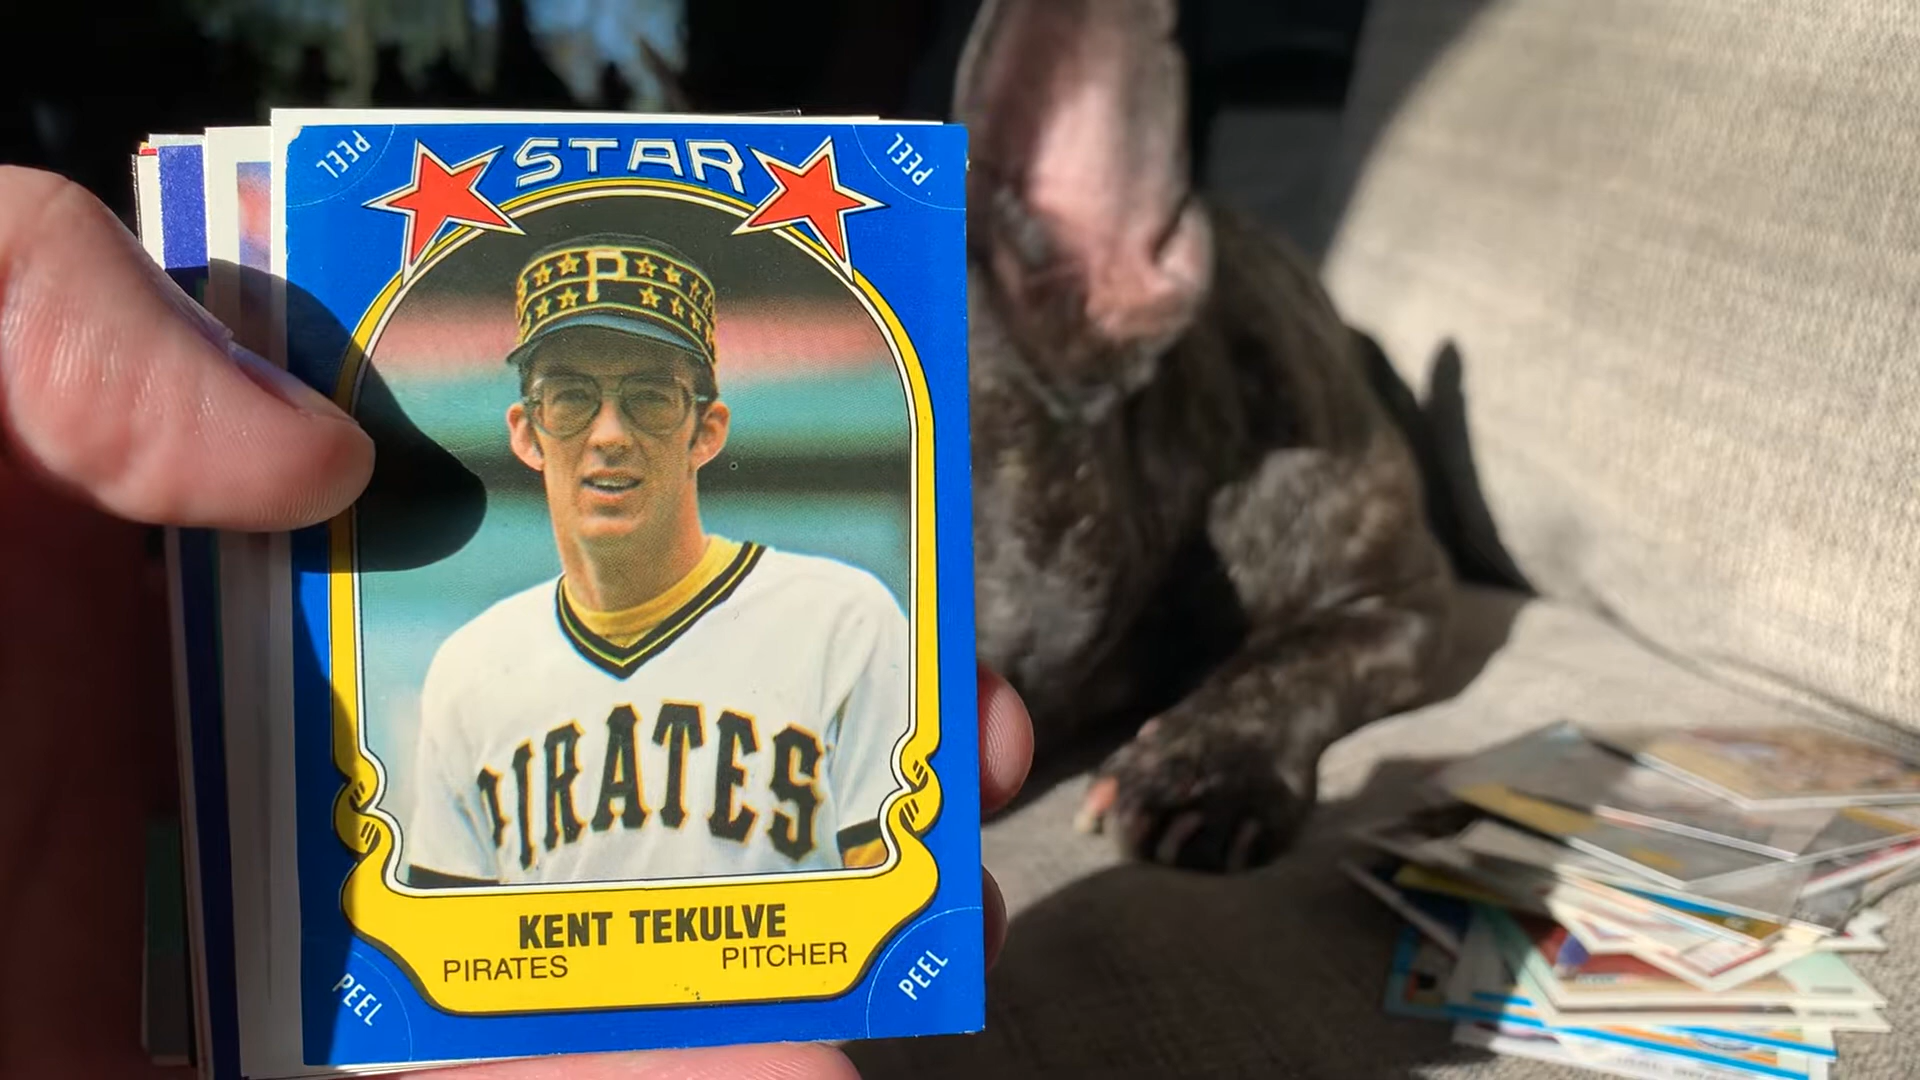 PEEL
STAR
PEEL
P
PIRATES
KENT TEKULVE
PIRATES PITCHER
PEEL
PEEL